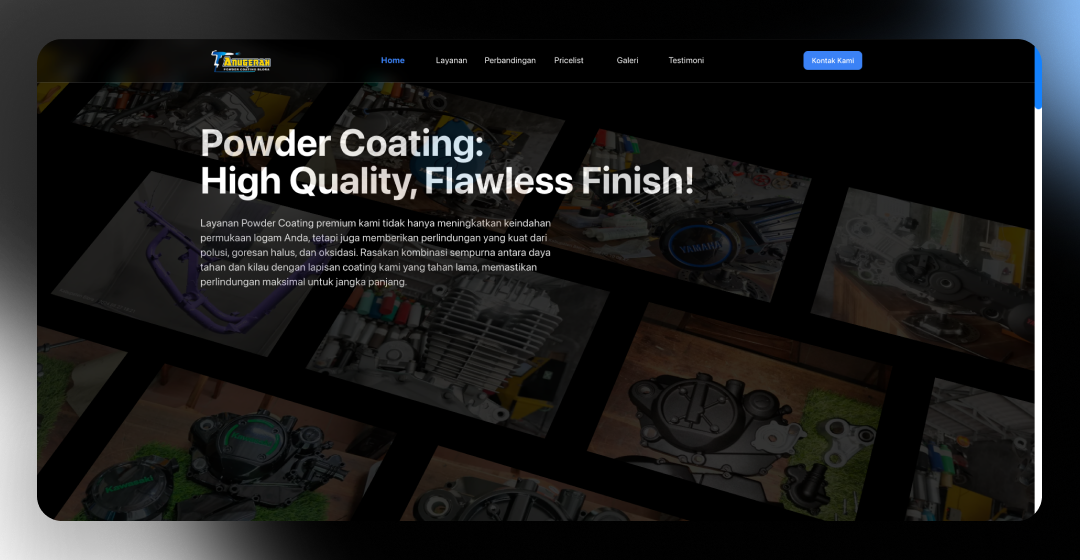 ANUGERAH
Home Layanan Perbandingan Pricelist Galeri Testimoni Kontak Kami
Powder Coating:
High Quality, Flawless Finish!
Layanan Powder Coating premium kami tidak hanya meningkatkan keindahan
permukaan logam Anda, tetapi juga memberikan perlindungan yang kuat dari
polusi, goresan halus, dan oksidasi. Rasakan kombinasi sempurna antara daya
tahan dan kilau dengan lapisan coating kami yang tahan lama, memastikan
perlindungan maksimal untuk jangka panjang.
YAMAHA
Kawasaki